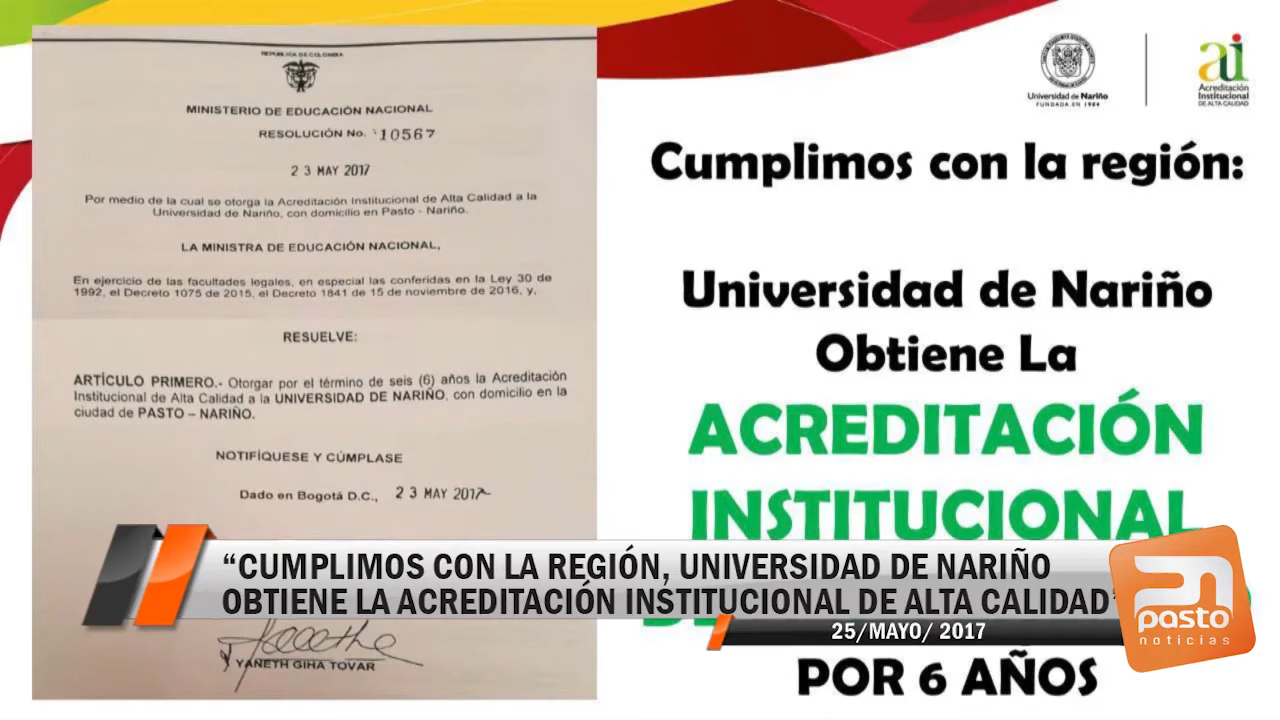 REPÚBLICA DE COLOMBIA
MINISTERIO DE EDUCACIÓN NACIONAL
RESOLUCIÓN No. 10567
23 MAY 2017
Por medio de la cual se otorga la Acreditación Institucional de Alta Calidad a la
Universidad de Nariño, con domicilio en Pasto - Nariño.
LA MINISTRA DE EDUCACIÓN NACIONAL,
En ejercicio de las facultades legales, en especial las conferidas en la Ley 30 de
1992, el Decreto 1075 de 2015, el Decreto 1841 de 15 de noviembre de 2016, y,
RESUELVE:
ARTÍCULO PRIMERO.- Otorgar por el término de seis (6) años la Acreditación
Institucional de Alta Calidad a la UNIVERSIDAD DE NARIÑO, con domicilio en la
ciudad de PASTO – NARIÑO.
NOTIFÍQUESE Y CÚMPLASE
Dado en Bogotá D.C., 23 MAY 2017
YANETH GIHA TOVAR
Universidad de Nariño
FUNDADA EN 1904
ai
Acreditación
Institucional
DE ALTA CALIDAD
Cumplimos con la región:
Universidad de Nariño
Obtiene La
ACREDITACIÓN
INSTITUCIONAL
POR 6 AÑOS
“CUMPLIMOS CON LA REGIÓN, UNIVERSIDAD DE NARIÑO
OBTIENE LA ACREDITACIÓN INSTITUCIONAL DE ALTA CALIDAD”
25/MAYO/ 2017
pasto
noticias